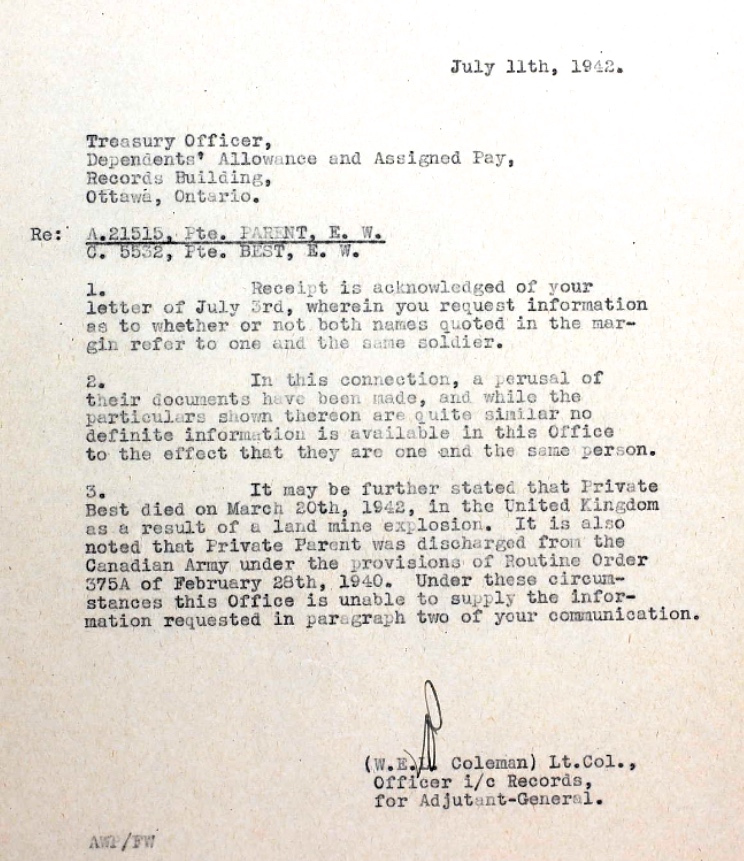 July 11th, 1942.
Treasury Officer,
Dependents' Allowance and Assigned Pay,
Records Building,
Ottawa, Ontario.
Re: A.21515, Pte. PARENT, E. W.
C. 5532, Pte. BEST, E. W.
1. Receipt is acknowledged of your
letter of July 3rd, wherein you request information
as to whether or not both names quoted in the mar-
gin refer to one and the same soldier.
2. In this connection, a perusal of
their documents have been made, and while the
particulars shown thereon are quite similar no
definite information is available in this Office
to the effect that they are one and the same person.
3. It may be further stated that Private
Best died on March 20th, 1942, in the United Kingdom
as a result of a land mine explosion. It is also
noted that Private Parent was discharged from the
Canadian Army under the provisions of Routine Order
375A of February 28th, 1940. Under these circum-
stances this Office is unable to supply the infor-
mation requested in paragraph two of your communication.
(W.E.L. Coleman) Lt.Col.,
Officer i/c Records,
for Adjutant-General.
AWP/FW